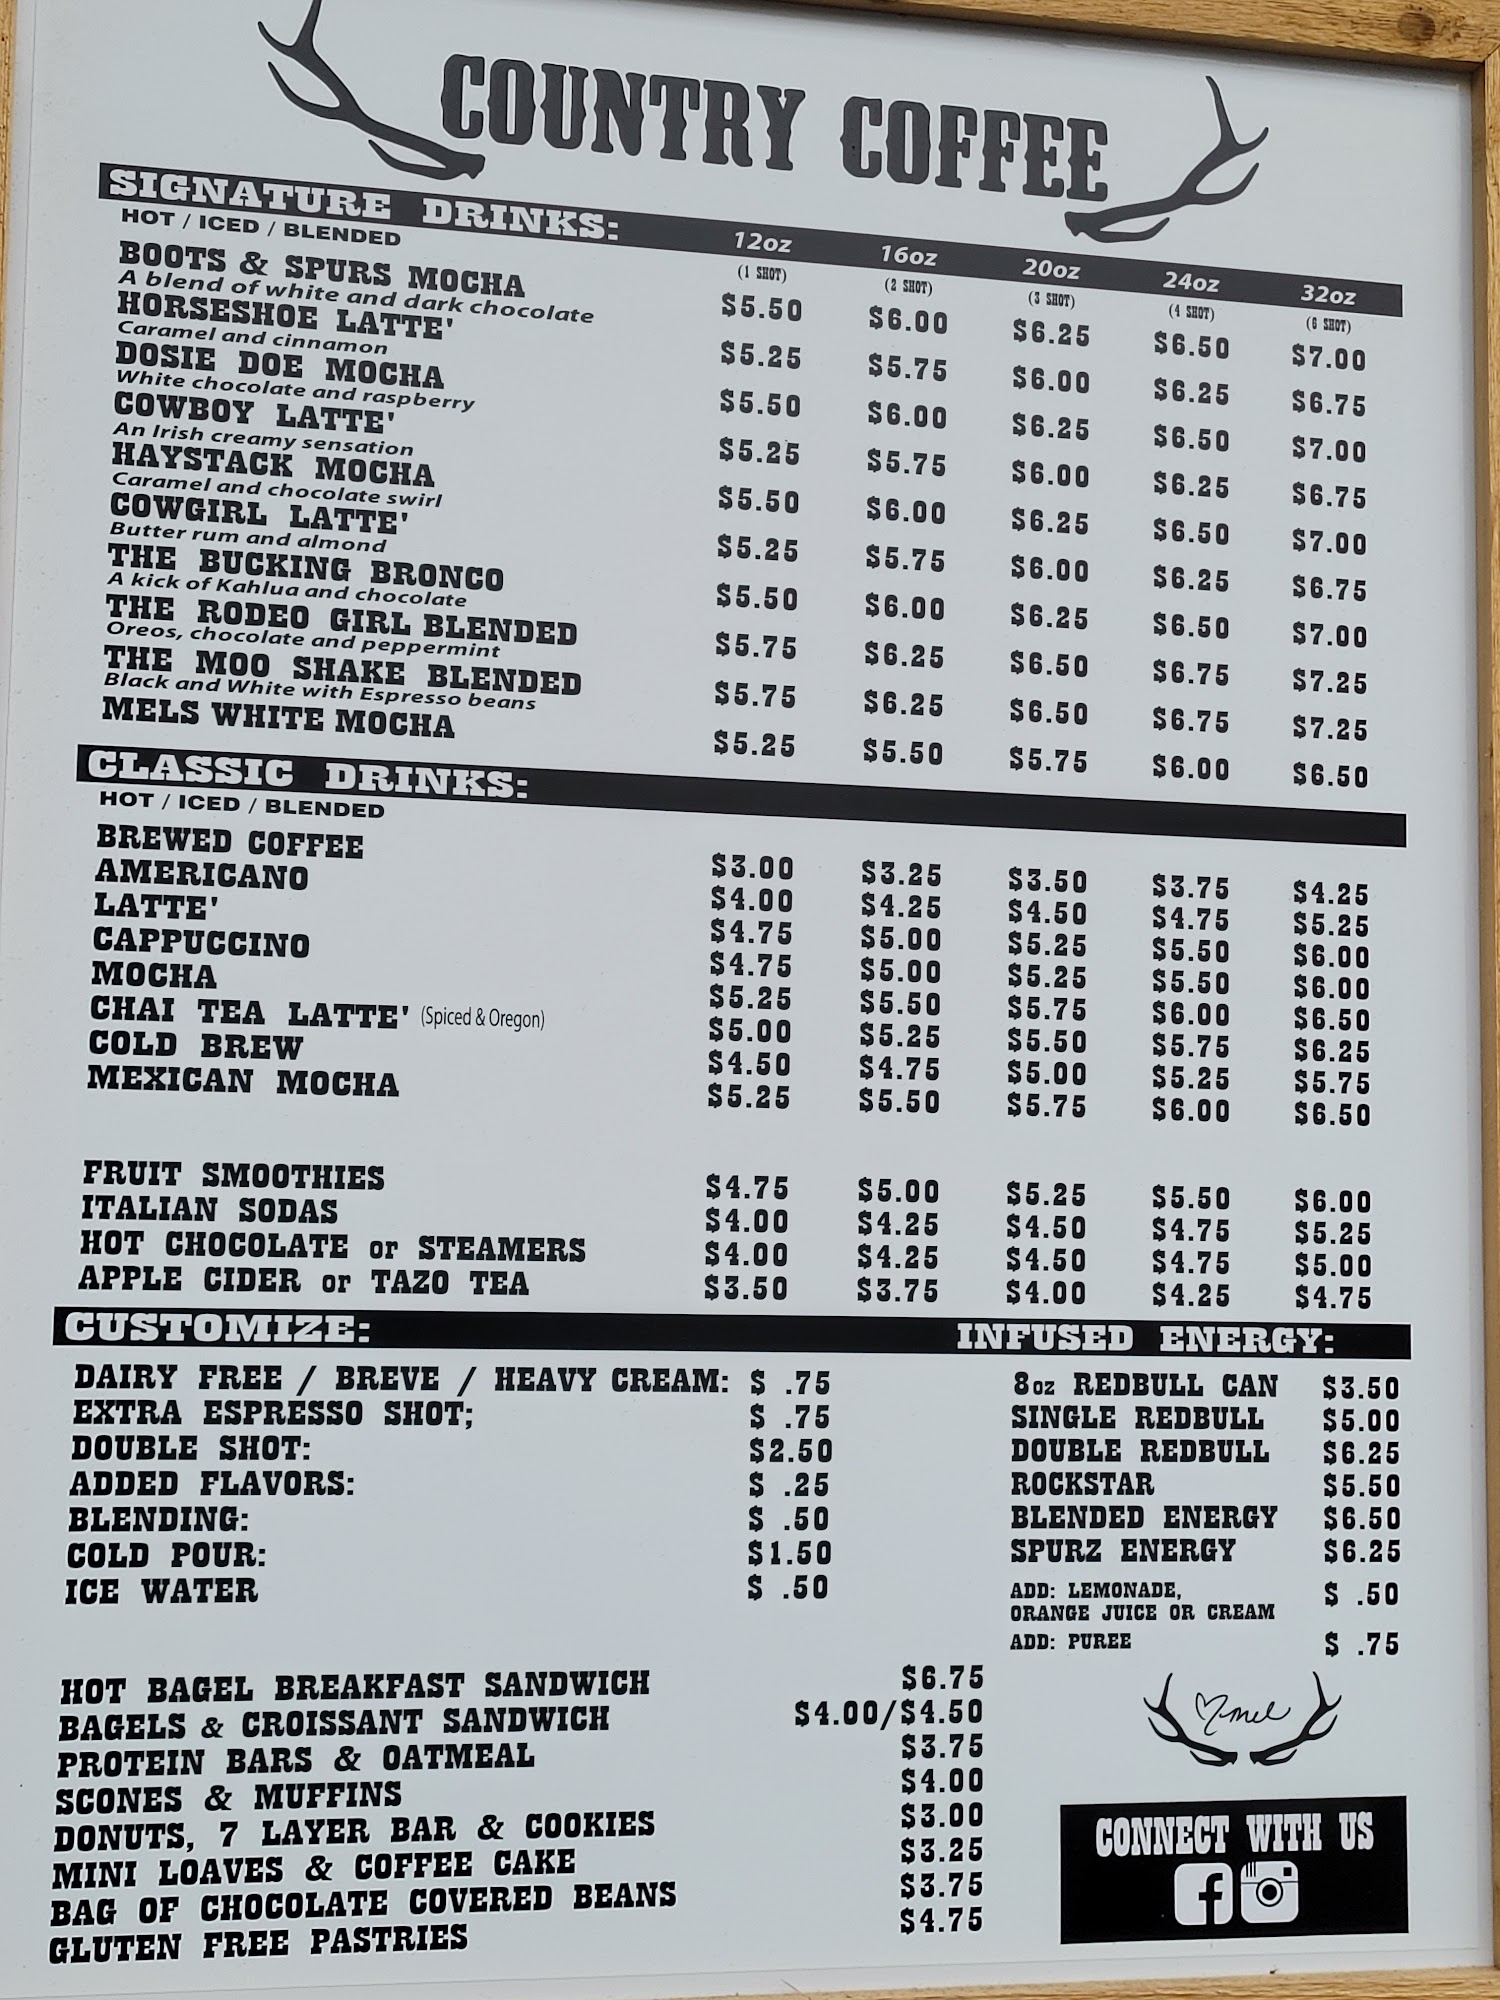 COUNTRY COFFEE
SIGNATURE DRINKS: 12oz 16oz 20oz 24oz 32oz
HOT / ICED / BLENDED (1 SHOT) (2 SHOT) (3 SHOT) (4 SHOT) (6 SHOT)
BOOTS & SPURS MOCHA $5.50 $6.00 $6.25 $6.50 $7.00
A blend of white and dark chocolate
HORSESHOE LATTE' $5.25 $5.75 $6.00 $6.25 $6.75
Caramel and cinnamon
DOSIE DOE MOCHA $5.50 $6.00 $6.25 $6.50 $7.00
White chocolate and raspberry
COWBOY LATTE' $5.25 $5.75 $6.00 $6.25 $6.75
An Irish creamy sensation
HAYSTACK MOCHA $5.50 $6.00 $6.25 $6.50 $7.00
Caramel and chocolate swirl
COWGIRL LATTE' $5.25 $5.75 $6.00 $6.25 $6.75
Butter rum and almond
THE BUCKING BRONCO $5.50 $6.00 $6.25 $6.50 $7.00
A kick of Kahlua and chocolate
THE RODEO GIRL BLENDED $5.75 $6.25 $6.50 $6.75 $7.25
Oreos, chocolate and peppermint
THE MOO SHAKE BLENDED $5.75 $6.25 $6.50 $6.75 $7.25
Black and White with Espresso beans
MELS WHITE MOCHA $5.25 $5.50 $5.75 $6.00 $6.50
CLASSIC DRINKS:
HOT / ICED / BLENDED
BREWED COFFEE $3.00 $3.25 $3.50 $3.75 $4.25
AMERICANO $4.00 $4.25 $4.50 $4.75 $5.25
LATTE' $4.75 $5.00 $5.25 $5.50 $6.00
CAPPUCCINO $4.75 $5.00 $5.25 $5.50 $6.00
MOCHA $5.25 $5.50 $5.75 $6.00 $6.50
CHAI TEA LATTE' (Spiced & Oregon) $5.00 $5.25 $5.50 $5.75 $6.25
COLD BREW $4.50 $4.75 $5.00 $5.25 $5.75
MEXICAN MOCHA $5.25 $5.50 $5.75 $6.00 $6.50
FRUIT SMOOTHIES $4.75 $5.00 $5.25 $5.50 $6.00
ITALIAN SODAS $4.00 $4.25 $4.50 $4.75 $5.25
HOT CHOCOLATE or STEAMERS $4.00 $4.25 $4.50 $4.75 $5.00
APPLE CIDER or TAZO TEA $3.50 $3.75 $4.00 $4.25 $4.75
CUSTOMIZE:
DAIRY FREE / BREVE / HEAVY CREAM: $ .75
EXTRA ESPRESSO SHOT; $ .75
DOUBLE SHOT: $2.50
ADDED FLAVORS: $ .25
BLENDING: $ .50
COLD POUR: $1.50
ICE WATER $ .50
INFUSED ENERGY:
8oz REDBULL CAN $3.50
SINGLE REDBULL $5.00
DOUBLE REDBULL $6.25
ROCKSTAR $5.50
BLENDED ENERGY $6.50
SPURZ ENERGY $6.25
ADD: LEMONADE, $ .50
ORANGE JUICE OR CREAM
ADD: PUREE $ .75
HOT BAGEL BREAKFAST SANDWICH $6.75
BAGELS & CROISSANT SANDWICH $4.00/$4.50
PROTEIN BARS & OATMEAL $3.75
SCONES & MUFFINS $4.00
DONUTS, 7 LAYER BAR & COOKIES $3.00
MINI LOAVES & COFFEE CAKE $3.25
BAG OF CHOCOLATE COVERED BEANS $3.75
GLUTEN FREE PASTRIES $4.75
mel
CONNECT WITH US